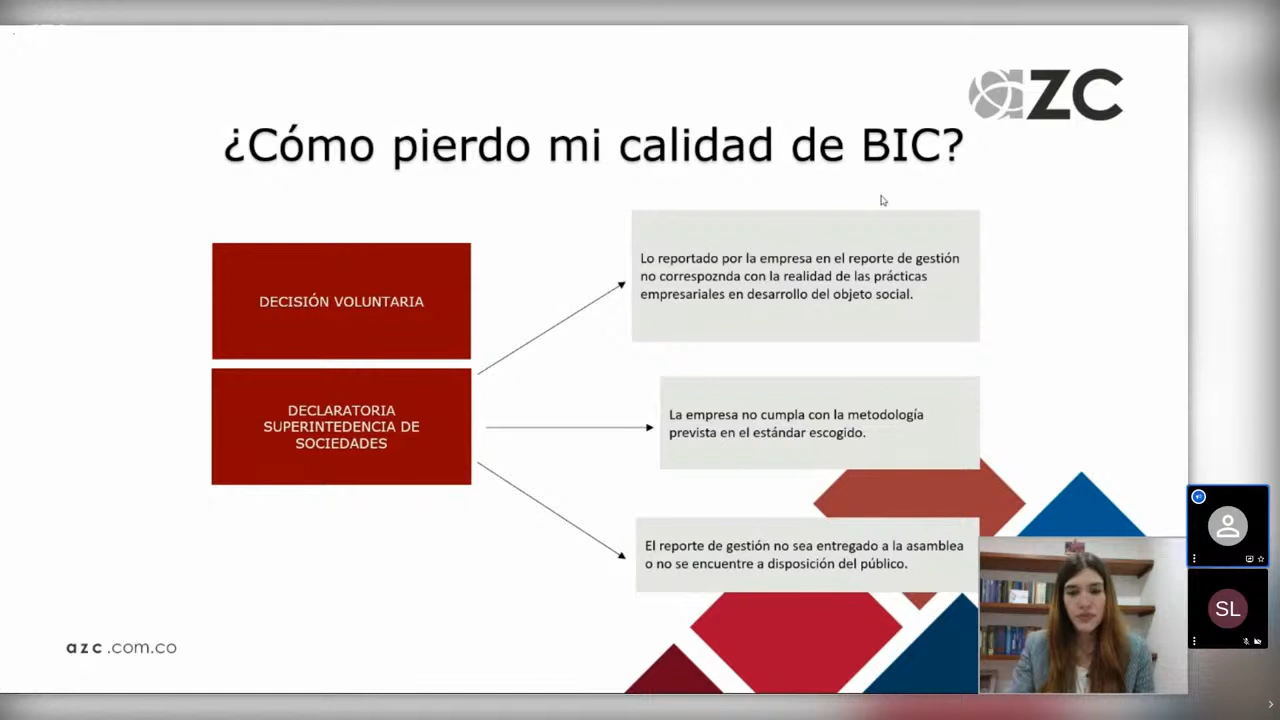 azc
¿Cómo pierdo mi calidad de BIC?
DECISIÓN VOLUNTARIA
DECLARATORIA
SUPERINTEDENCIA DE
SOCIEDADES
Lo reportado por la empresa en el reporte de gestión
no correspoznda con la realidad de las prácticas
empresariales en desarrollo del objeto social.
La empresa no cumpla con la metodología
prevista en el estándar escogido.
El reporte de gestión no sea entregado a la asamblea
o no se encuentre a disposición del público.
azc.com.co
SL